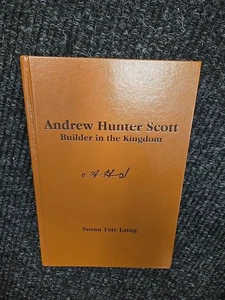 Andrew Hunter Scott
Builder in the Kingdom
Susan Tate Laing